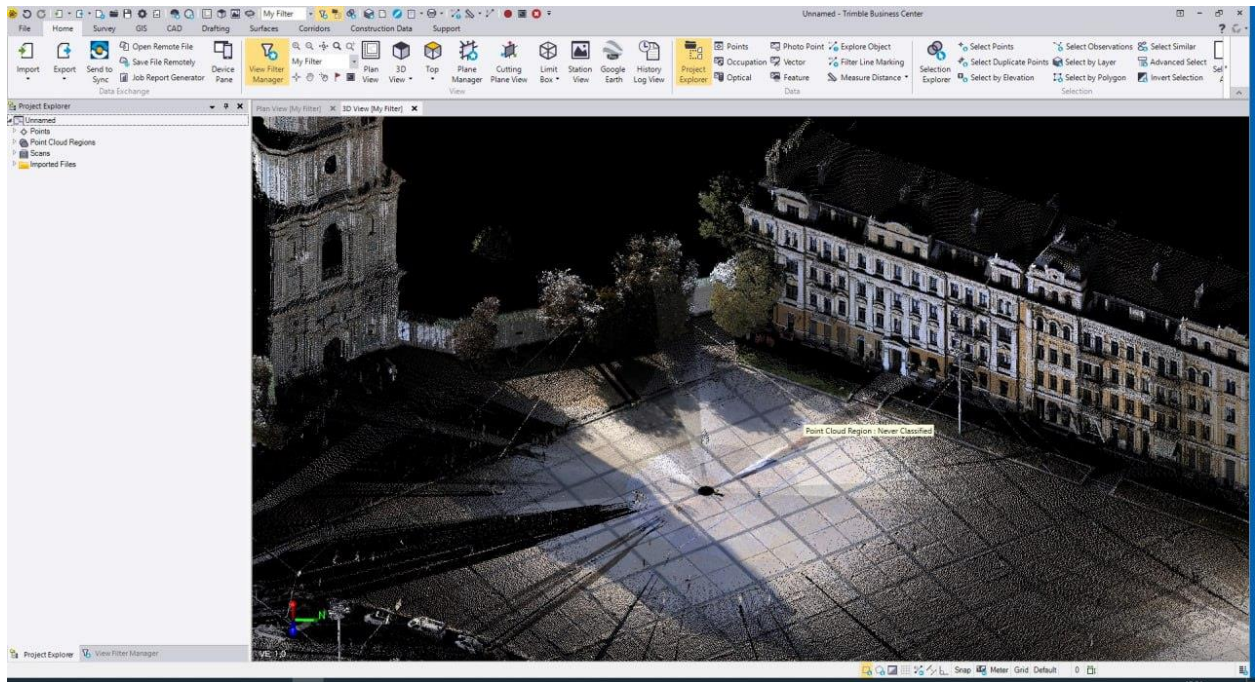 My Filter
Unnamed - Trimble Business Center
File Home Survey GIS CAD Drafting Surfaces Corridors Construction Data Support
Import
Export
Send to Sync
Open Remote File
Save File Remotely
Job Report Generator
Device Pane
Data Exchange
View Filter Manager
My Filter
Plan View
3D View
Top
Plane Manager
Cutting Plane View
Limit Box
Station View
Google Earth
History Log View
View
Project Explorer
Points
Occupation
Optical
Photo Point
Vector
Feature
Explore Object
Filter Line Marking
Measure Distance
Data
Selection Explorer
Select Points
Select Duplicate Points
Select by Elevation
Select Observations
Select by Layer
Select by Polygon
Select Similar
Advanced Select
Invert Selection
Selection
Project Explorer
Plan View [My Filter]
3D View [My Filter]
Unnamed
Points
Point Cloud Regions
Scans
Imported Files
Point Cloud Region : Never Classified
N
VE: 1.0
Project Explorer
View Filter Manager
Snap Meter Grid Default 0